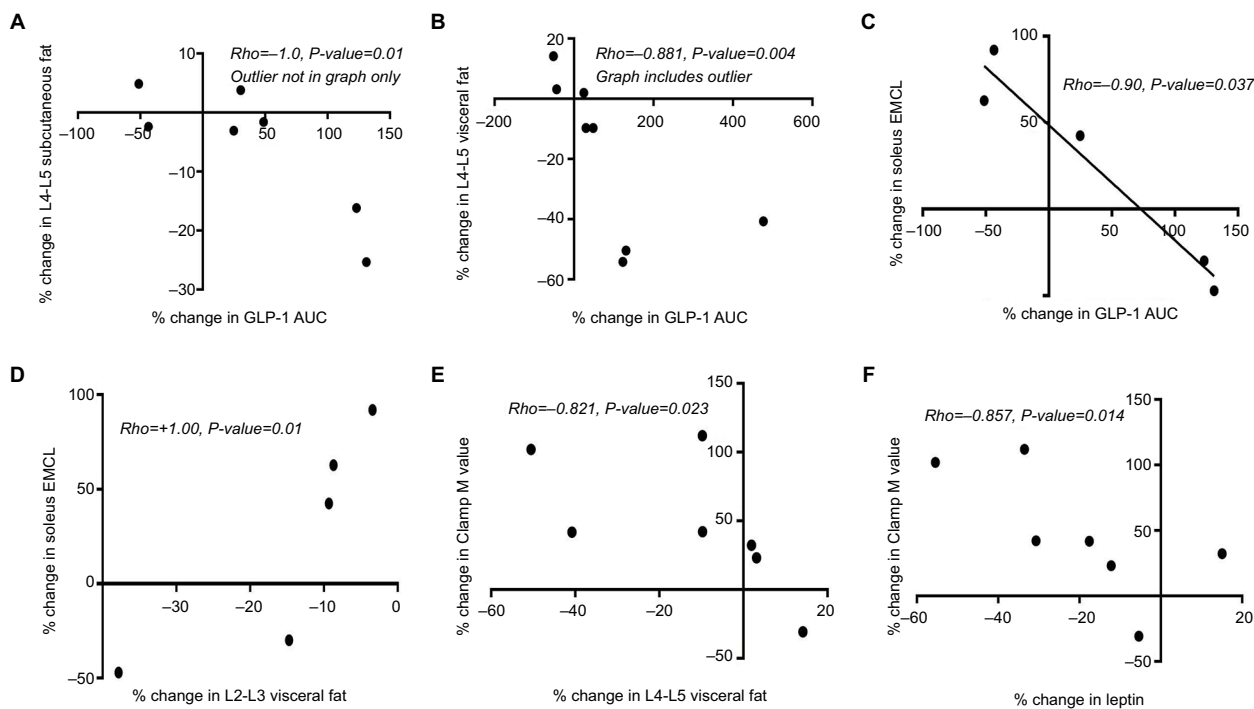 A
% change in L4-L5 subcutaneous fat
10
–100
–50
0
50
100
150
–10
–20
–30
Rho=–1.0, P-value=0.01
Outlier not in graph only
% change in GLP-1 AUC
B
% change in L4-L5 visceral fat
20
–200
0
200
400
600
–20
–40
–60
Rho=–0.881, P-value=0.004
Graph includes outlier
% change in GLP-1 AUC
C
% change in soleus EMCL
100
50
–100
–50
0
50
100
150
Rho=–0.90, P-value=0.037
% change in GLP-1 AUC
D
% change in soleus EMCL
100
50
0
–50
–30
–20
–10
0
Rho=+1.00, P-value=0.01
% change in L2-L3 visceral fat
E
% change in Clamp M value
150
100
50
–50
–60
–40
–20
0
20
Rho=–0.821, P-value=0.023
% change in L4-L5 visceral fat
F
% change in Clamp M value
150
100
50
–50
–60
–40
–20
0
20
Rho=–0.857, P-value=0.014
% change in leptin